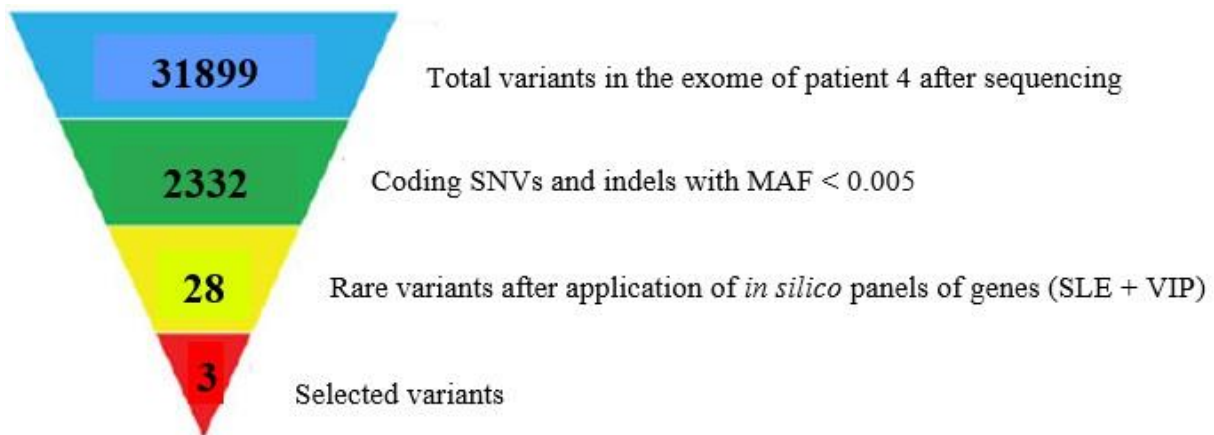 31899 Total variants in the exome of patient 4 after sequencing
2332 Coding SNVs and indels with MAF < 0.005
28 Rare variants after application of in silico panels of genes (SLE + VIP)
3 Selected variants